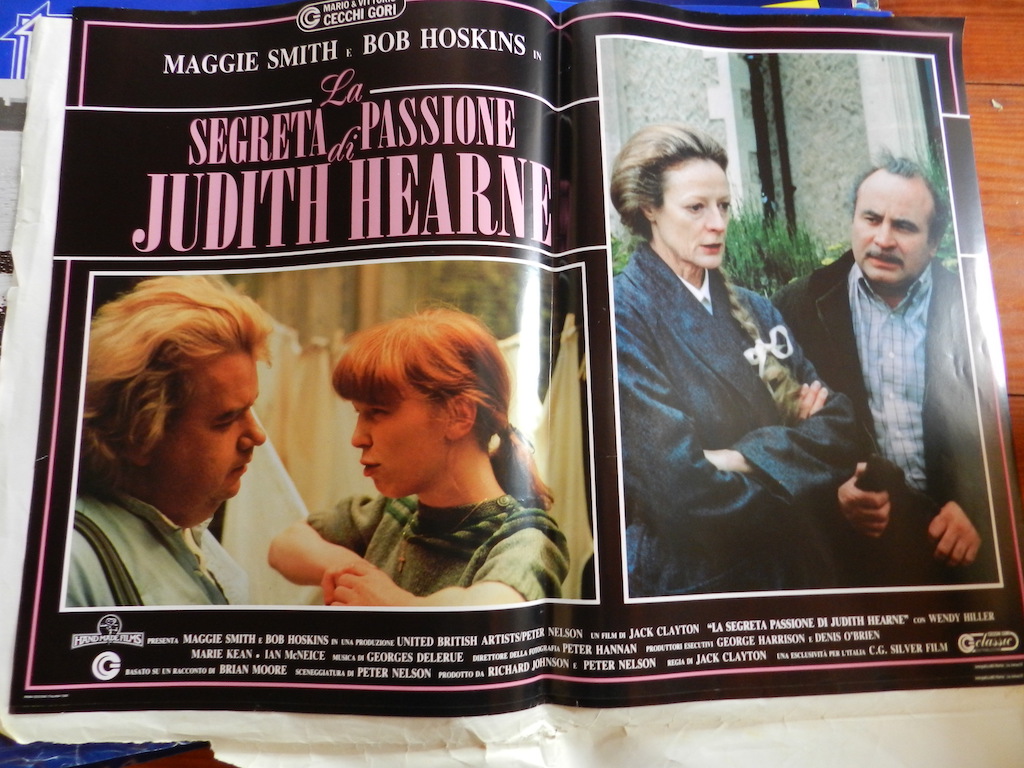 MARIO & VITTORIO
CECCHI GORI
MAGGIE SMITH E BOB HOSKINS IN
La
SEGRETA di PASSIONE
JUDITH HEARNE
HANDMADE FILMS PRESENTA MAGGIE SMITH E BOB HOSKINS IN UNA PRODUZIONE UNITED BRITISH ARTISTS/PETER NELSON UN FILM DI JACK CLAYTON "LA SEGRETA PASSIONE DI JUDITH HEARNE" CON WENDY HILLER
MARIE KEAN · IAN McNEICE MUSICA DI GEORGES DELERUE DIRETTORE DELLA FOTOGRAFIA PETER HANNAN PRODUTTORI ESECUTIVI GEORGE HARRISON E DENIS O'BRIEN
BASATO SU UN RACCONTO DI BRIAN MOORE SCENEGGIATURA DI PETER NELSON PRODOTTO DA RICHARD JOHNSON E PETER NELSON REGIA DI JACK CLAYTON UNA ESCLUSIVITÀ PER L'ITALIA C.G. SILVER FILM
classic